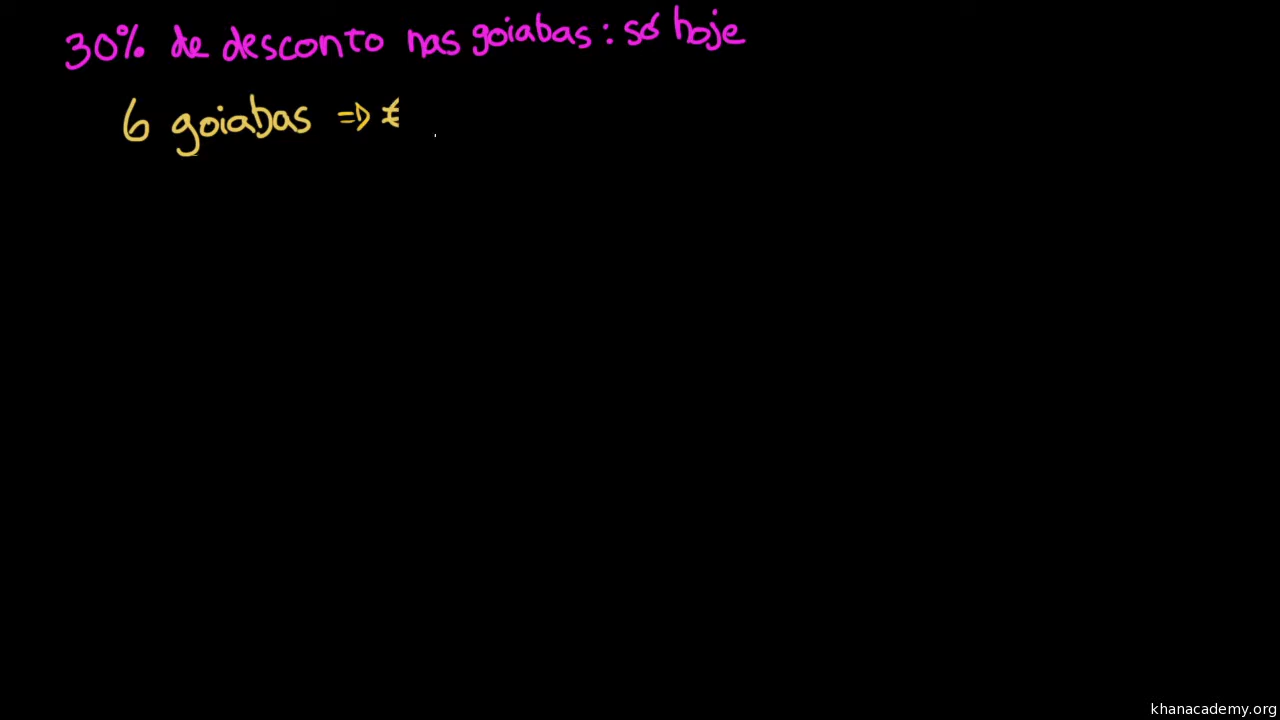 30% de desconto nas goiabas : só hoje
6 goiabas => €
khanacademy.org